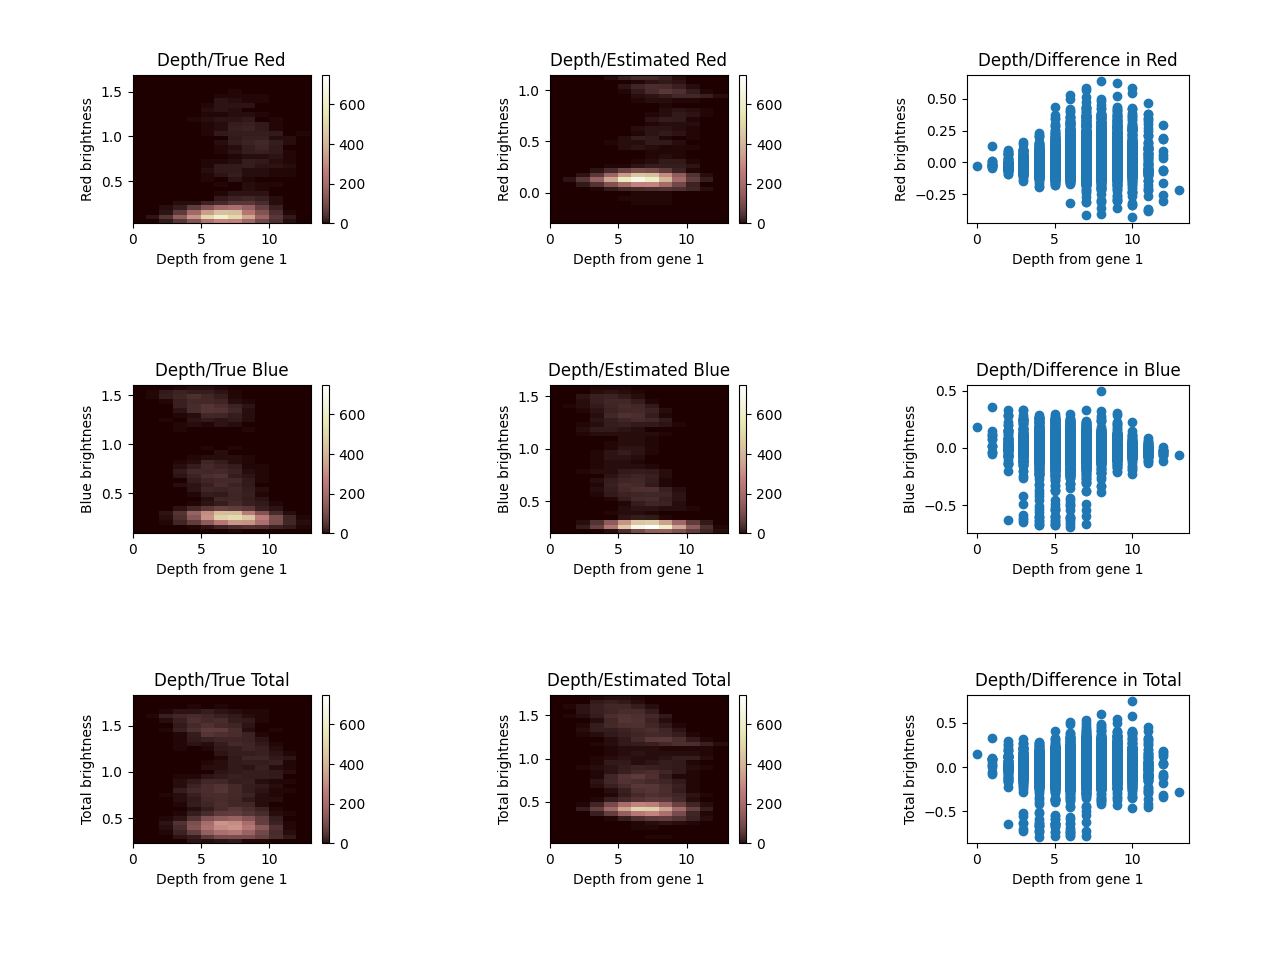 Depth/True Red
Red brightness
1.5
1.0
0.5
0
5
10
Depth from gene 1
600
400
200
0
Depth/Estimated Red
Red brightness
1.0
0.5
0.0
0
5
10
Depth from gene 1
600
400
200
0
Depth/Difference in Red
Red brightness
0.50
0.25
0.00
−0.25
0
5
10
Depth from gene 1
Depth/True Blue
Blue brightness
1.5
1.0
0.5
0
5
10
Depth from gene 1
600
400
200
0
Depth/Estimated Blue
Blue brightness
1.5
1.0
0.5
0
5
10
Depth from gene 1
600
400
200
0
Depth/Difference in Blue
Blue brightness
0.5
0.0
−0.5
0
5
10
Depth from gene 1
Depth/True Total
Total brightness
1.5
1.0
0.5
0
5
10
Depth from gene 1
600
400
200
0
Depth/Estimated Total
Total brightness
1.5
1.0
0.5
0
5
10
Depth from gene 1
600
400
200
0
Depth/Difference in Total
Total brightness
0.5
0.0
−0.5
0
5
10
Depth from gene 1